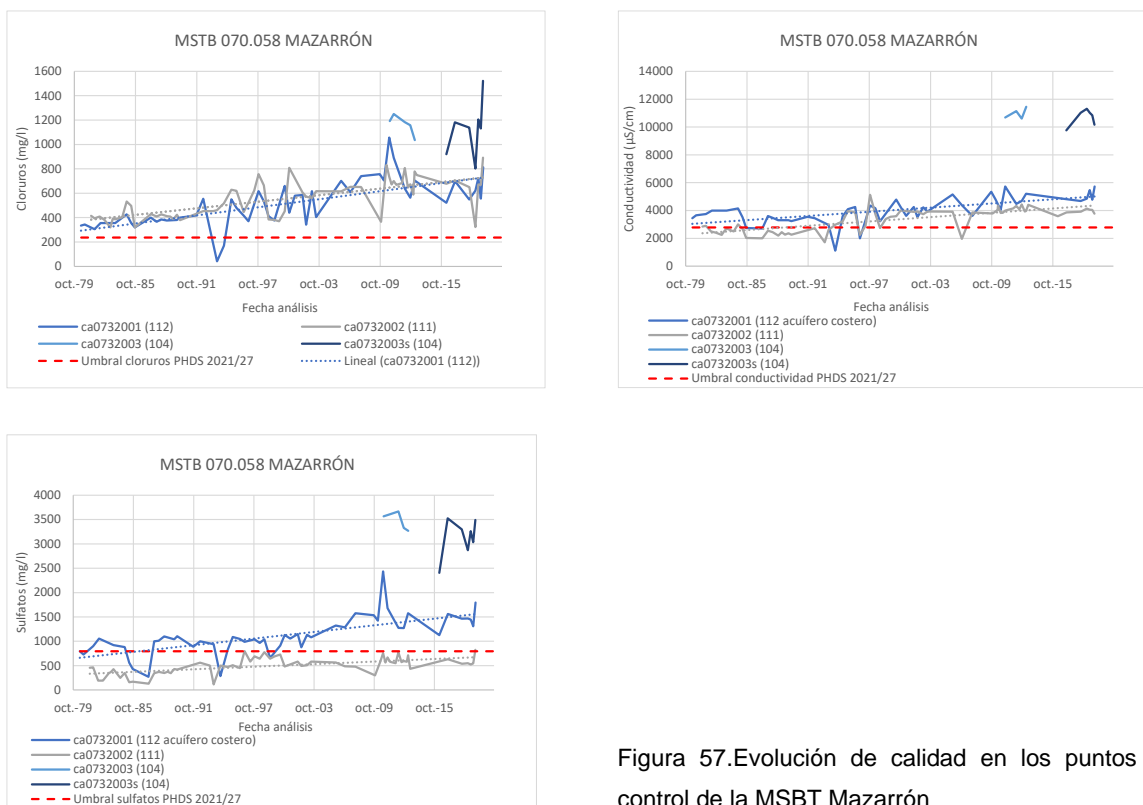 MSTB 070.058 MAZARRÓN
1600
1400
1200
1000
800
600
400
200
0
Cloruros (mg/l)
oct.-79 oct.-85 oct.-91 oct.-97 oct.-03 oct.-09 oct.-15
Fecha análisis
ca0732001 (112) ca0732002 (111)
ca0732003 (104) ca0732003s (104)
Umbral cloruros PHDS 2021/27 Lineal (ca0732001 (112))
MSTB 070.058 MAZARRÓN
14000
12000
10000
8000
6000
4000
2000
0
Conductividad (µS/cm)
oct.-79 oct.-85 oct.-91 oct.-97 oct.-03 oct.-09 oct.-15
Fecha análisis
ca0732001 (112 acuífero costero)
ca0732002 (111)
ca0732003 (104)
ca0732003s (104)
Umbral conductividad PHDS 2021/27
MSTB 070.058 MAZARRÓN
4000
3500
3000
2500
2000
1500
1000
500
0
Sulfatos (mg/l)
oct.-79 oct.-85 oct.-91 oct.-97 oct.-03 oct.-09 oct.-15
Fecha análisis
ca0732001 (112 acuífero costero)
ca0732002 (111)
ca0732003 (104)
ca0732003s (104)
Umbral sulfatos PHDS 2021/27
Figura 57.Evolución de calidad en los puntos
control de la MSBT Mazarrón